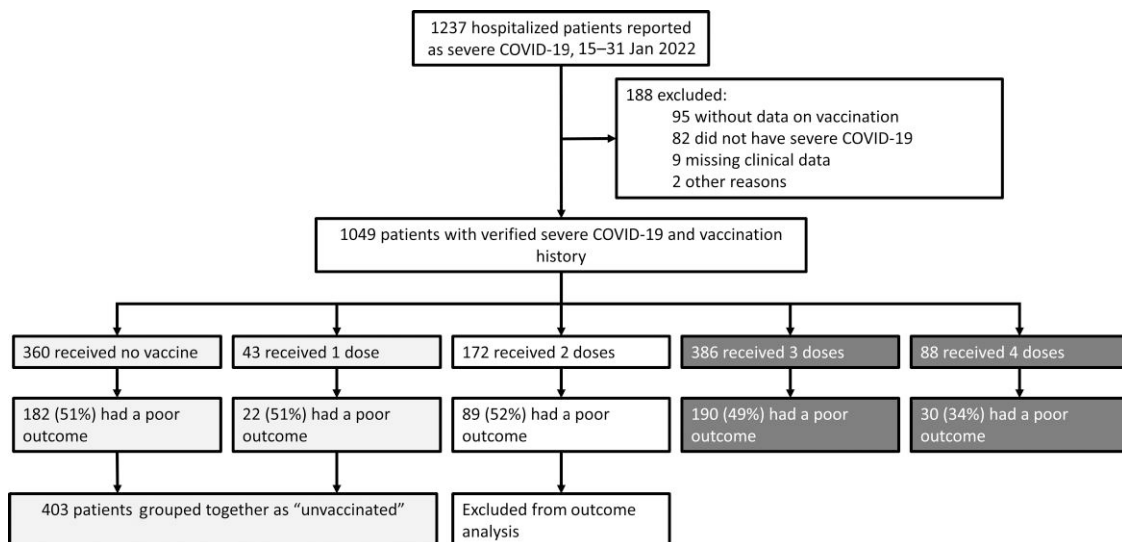 1237 hospitalized patients reported
as severe COVID-19, 15–31 Jan 2022
188 excluded:
95 without data on vaccination
82 did not have severe COVID-19
9 missing clinical data
2 other reasons
1049 patients with verified severe COVID-19 and vaccination
history
360 received no vaccine
43 received 1 dose
172 received 2 doses
386 received 3 doses
88 received 4 doses
182 (51%) had a poor
outcome
22 (51%) had a poor
outcome
89 (52%) had a poor
outcome
190 (49%) had a poor
outcome
30 (34%) had a poor
outcome
403 patients grouped together as “unvaccinated”
Excluded from outcome
analysis